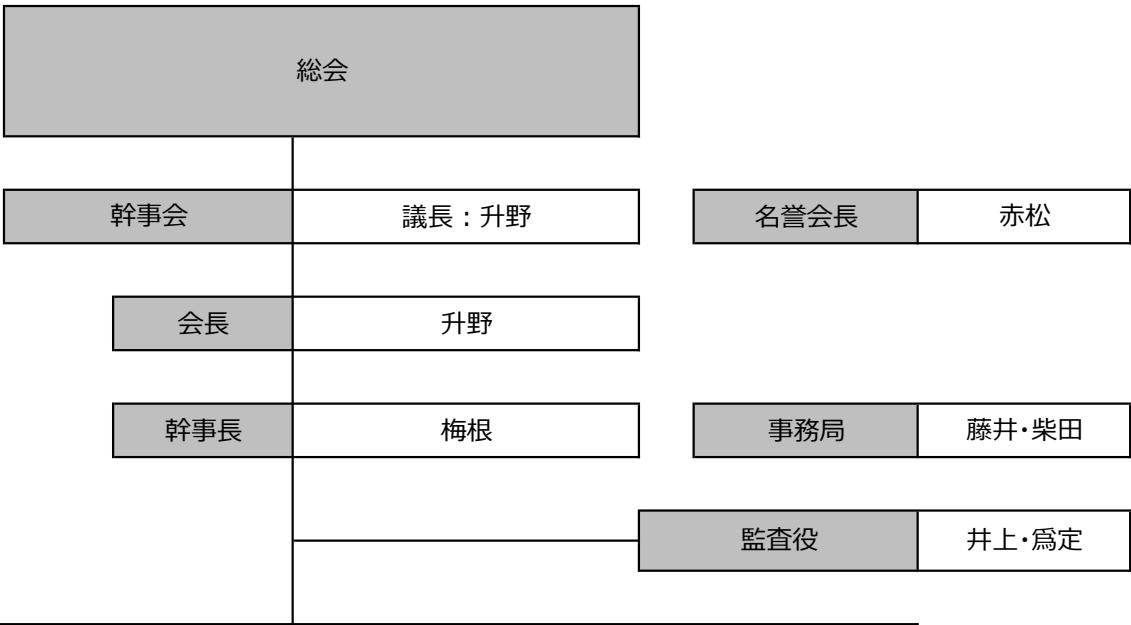 総会
幹事会 議長：升野 名誉会長 赤松
会長 升野
幹事長 梅根 事務局 藤井・柴田
監査役 井上・爲定